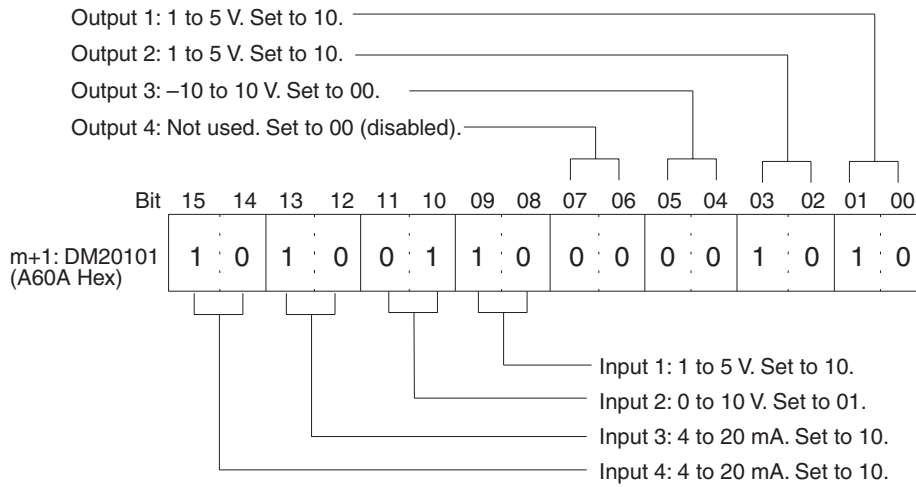 Output 1: 1 to 5 V. Set to 10.
Output 2: 1 to 5 V. Set to 10.
Output 3: –10 to 10 V. Set to 00.
Output 4: Not used. Set to 00 (disabled).
Bit 15 14 13 12 11 10 09 08 07 06 05 04 03 02 01 00
m+1: DM20101 1 0 1 0 0 1 1 0 0 0 0 0 1 0 1 0
(A60A Hex)
Input 1: 1 to 5 V. Set to 10.
Input 2: 0 to 10 V. Set to 01.
Input 3: 4 to 20 mA. Set to 10.
Input 4: 4 to 20 mA. Set to 10.